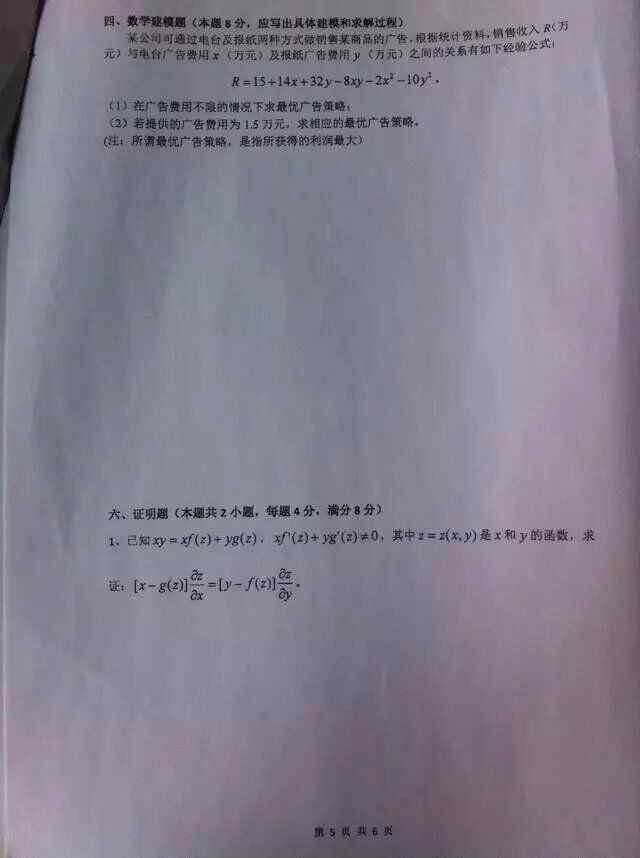 四、数学建模题（本题 8 分，应写出具体建模和求解过程）
某公司可通过电台及报纸两种方式做销售某商品的广告，根据统计资料，销售收入 R（万
元）与电台广告费用 x （万元）及报纸广告费用 y （万元）之间的关系有如下经验公式：
R=15+14x+32y−8xy−2x²−10y²。
（1）在广告费用不限的情况下求最优广告策略；
（2）若提供的广告费用为 1.5 万元，求相应的最优广告策略。
(注：所谓最优广告策略，是指所获得的利润最大）
六、证明题（本题共 2 小题，每题 4 分，满分 8 分）
1、已知 xy = xf(z) + yg(z)， xf'(z) + yg'(z) ≠ 0，其中 z = z(x, y) 是 x 和 y 的函数，求
证：[x − g(z)]∂z/∂x = [y − f(z)]∂z/∂y。
第 5 页 共 6 页